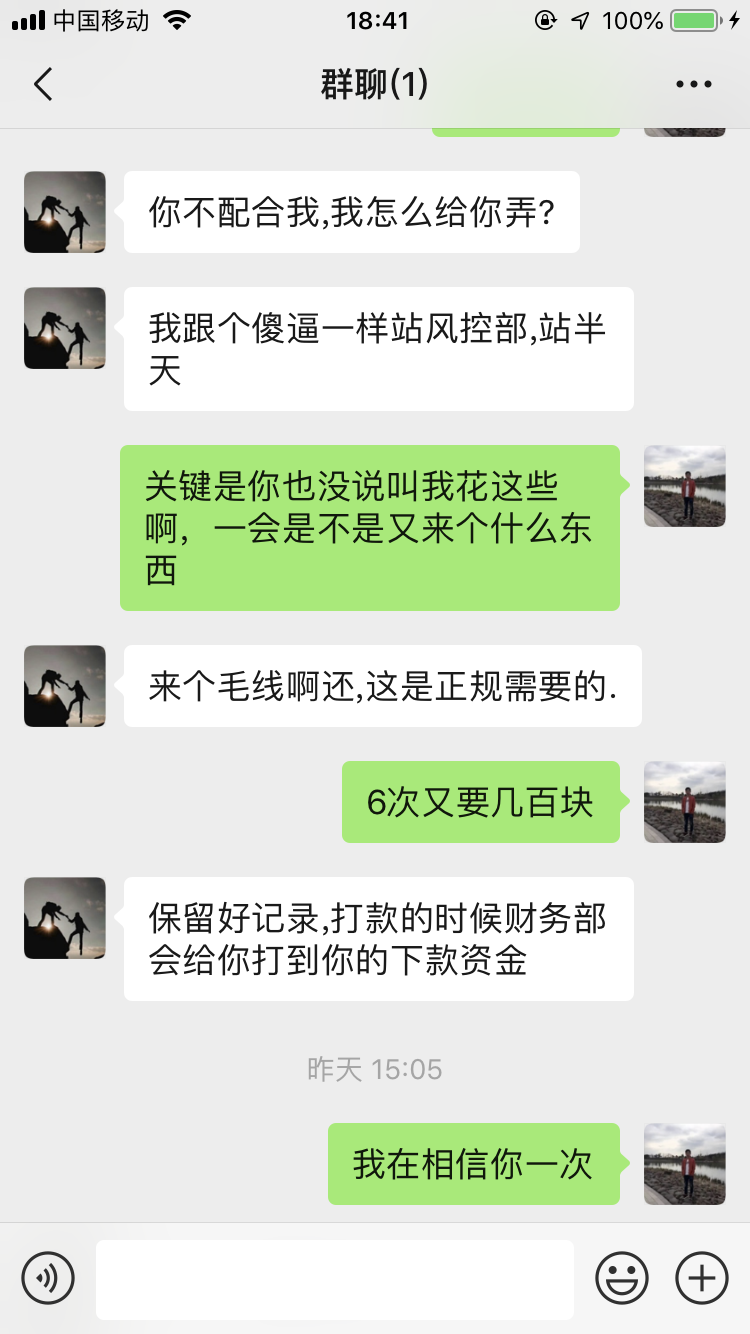 中国移动 18:41 100%
群聊(1)
你不配合我,我怎么给你弄?
我跟个傻逼一样站风控部,站半
天
关键是你也没说叫我花这些
啊，一会是不是又来个什么东
西
来个毛线啊还,这是正规需要的.
6次又要几百块
保留好记录,打款的时候财务部
会给你打到你的下款资金
昨天 15:05
我在相信你一次